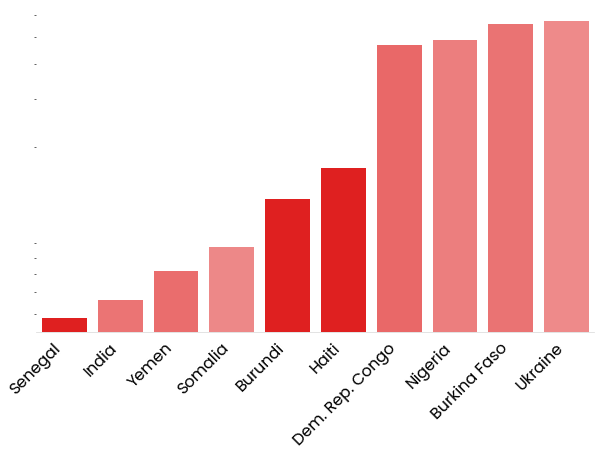 Senegal
India
Yemen
Somalia
Burundi
Haiti
Dem. Rep. Congo
Nigeria
Burkina Faso
Ukraine